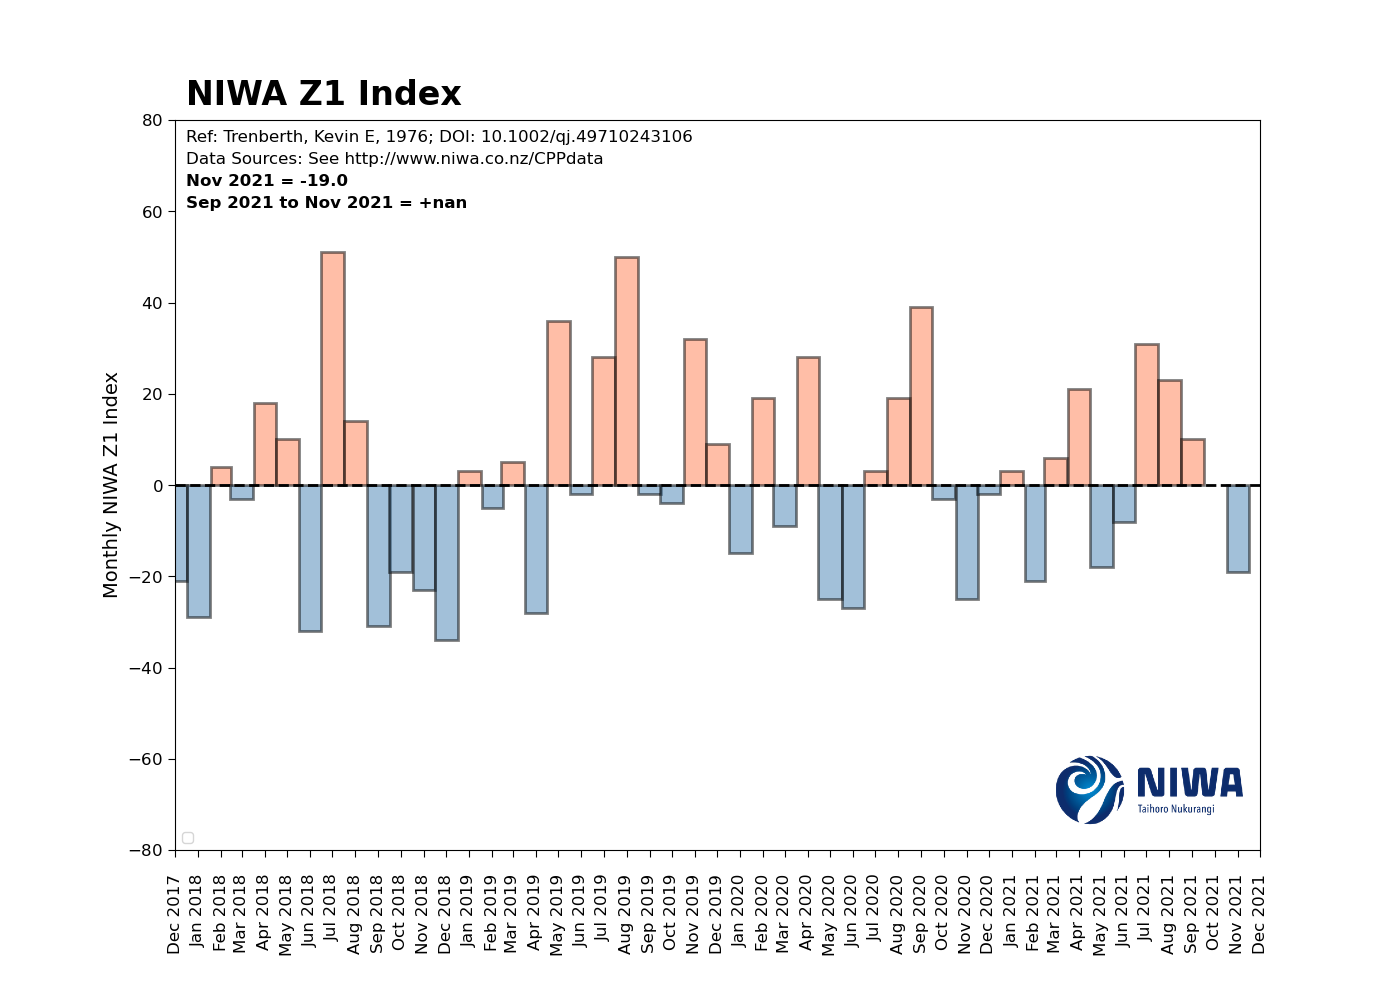 NIWA Z1 Index
Ref: Trenberth, Kevin E, 1976; DOI: 10.1002/qj.49710243106
Data Sources: See http://www.niwa.co.nz/CPPdata
Nov 2021 = -19.0
Sep 2021 to Nov 2021 = +nan
80
60
40
20
0
−20
−40
−60
−80
Monthly NIWA Z1 Index
NIWA
Taihoro Nukurangi
Dec 2017
Jan 2018
Feb 2018
Mar 2018
Apr 2018
May 2018
Jun 2018
Jul 2018
Aug 2018
Sep 2018
Oct 2018
Nov 2018
Dec 2018
Jan 2019
Feb 2019
Mar 2019
Apr 2019
May 2019
Jun 2019
Jul 2019
Aug 2019
Sep 2019
Oct 2019
Nov 2019
Dec 2019
Jan 2020
Feb 2020
Mar 2020
Apr 2020
May 2020
Jun 2020
Jul 2020
Aug 2020
Sep 2020
Oct 2020
Nov 2020
Dec 2020
Jan 2021
Feb 2021
Mar 2021
Apr 2021
May 2021
Jun 2021
Jul 2021
Aug 2021
Sep 2021
Oct 2021
Nov 2021
Dec 2021